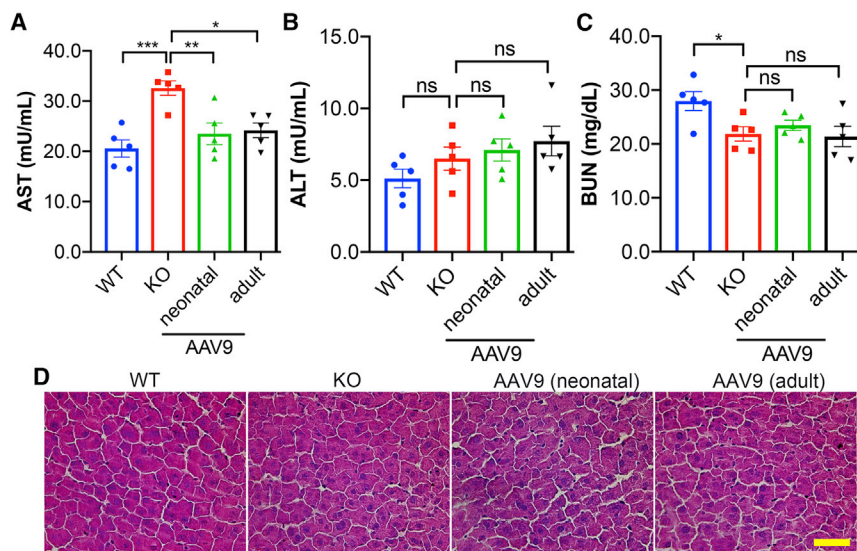 A
AST (mU/mL)
40.0
30.0
20.0
10.0
0.0
***
**
*
WT
KO
neonatal
adult
AAV9
B
ALT (mU/mL)
15.0
10.0
5.0
0.0
ns
ns
ns
WT
KO
neonatal
adult
AAV9
C
BUN (mg/dL)
40.0
30.0
20.0
10.0
0.0
*
ns
ns
WT
KO
neonatal
adult
AAV9
D
WT
KO
AAV9 (neonatal)
AAV9 (adult)